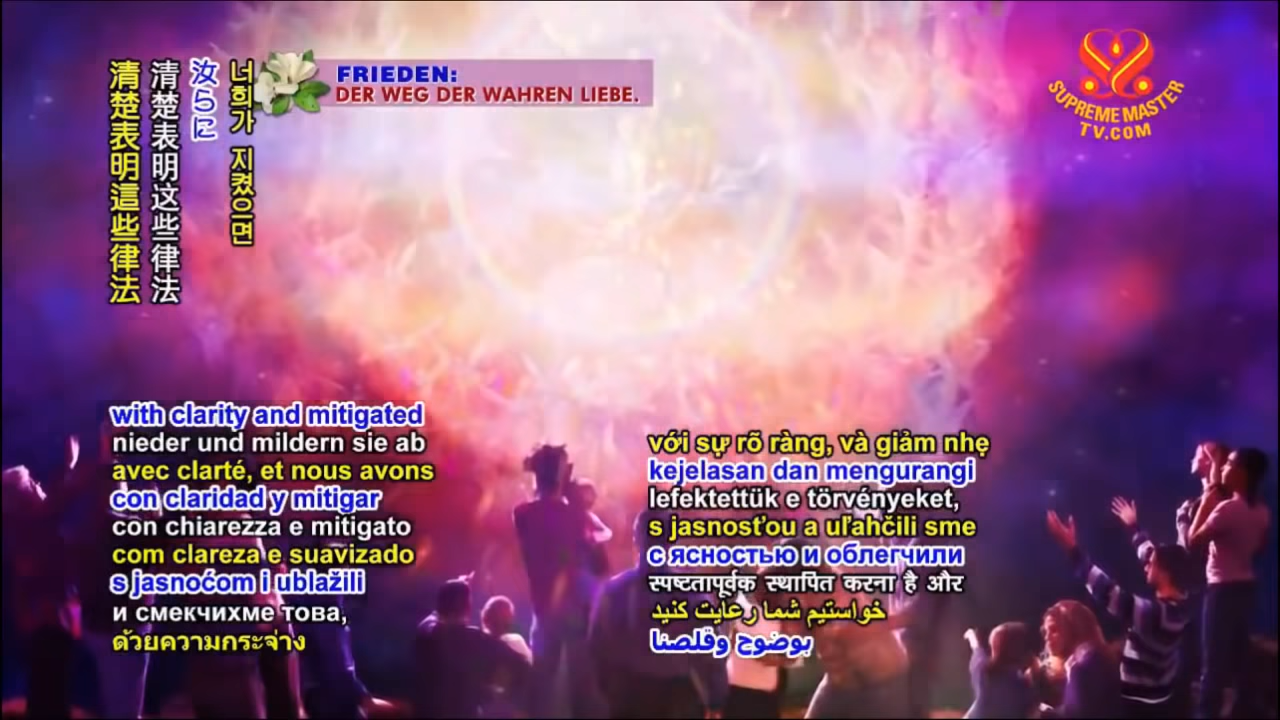 너희가 지켰으면
汝らに
清楚表明这些律法
清楚表明這些律法
FRIEDEN:
DER WEG DER WAHREN LIEBE.
SUPREME MASTER
TV.COM
with clarity and mitigated
nieder und mildern sie ab
avec clarté, et nous avons
con claridad y mitigar
con chiarezza e mitigato
com clareza e suavizado
s jasnoćom i ublažili
и смекчихме това,
ด้วยความกระจ่าง
với sự rõ ràng, và giảm nhẹ
kejelasan dan mengurangi
lefektettük e törvényeket,
s jasnosťou a uľahčili sme
с ясностью и облегчили
स्पष्टतापूर्वक स्थापित करना है और
خواستیم شما رعایت کنید
بوضوح وقلصنا